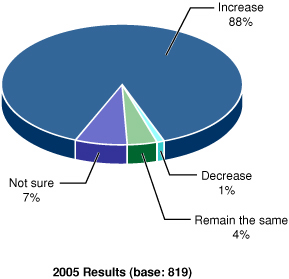 Increase
88%
Decrease
1%
Not sure
7%
Remain the same
4%
2005 Results (base: 819)